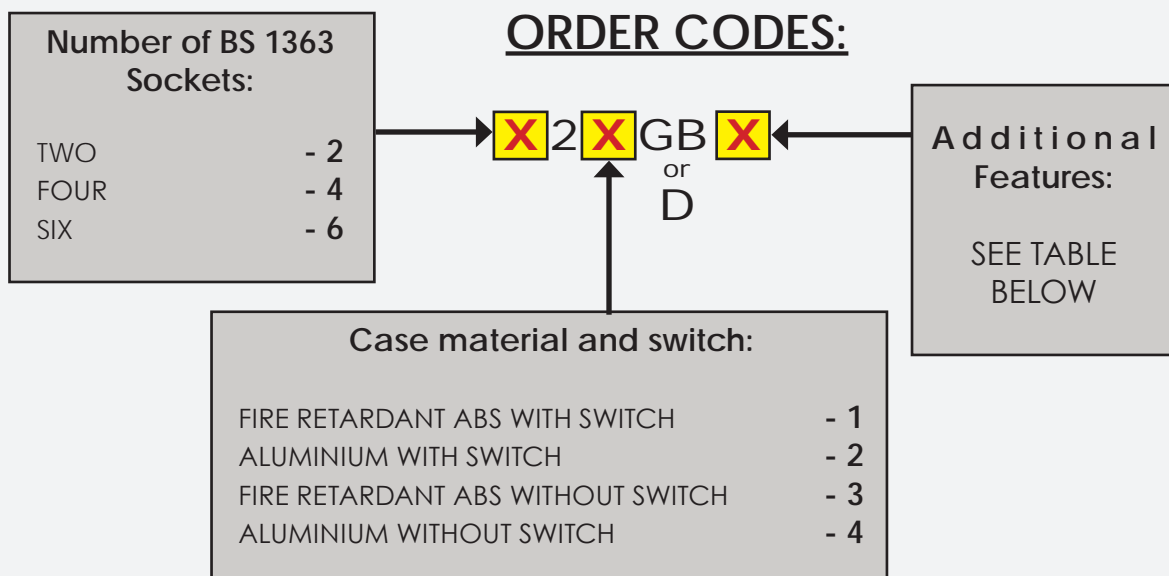 ORDER CODES:
Number of BS 1363
Sockets:
TWO - 2
FOUR - 4
SIX - 6
X2XGB X
or
D
Additional
Features:
SEE TABLE
BELOW
Case material and switch:
FIRE RETARDANT ABS WITH SWITCH - 1
ALUMINIUM WITH SWITCH - 2
FIRE RETARDANT ABS WITHOUT SWITCH - 3
ALUMINIUM WITHOUT SWITCH - 4